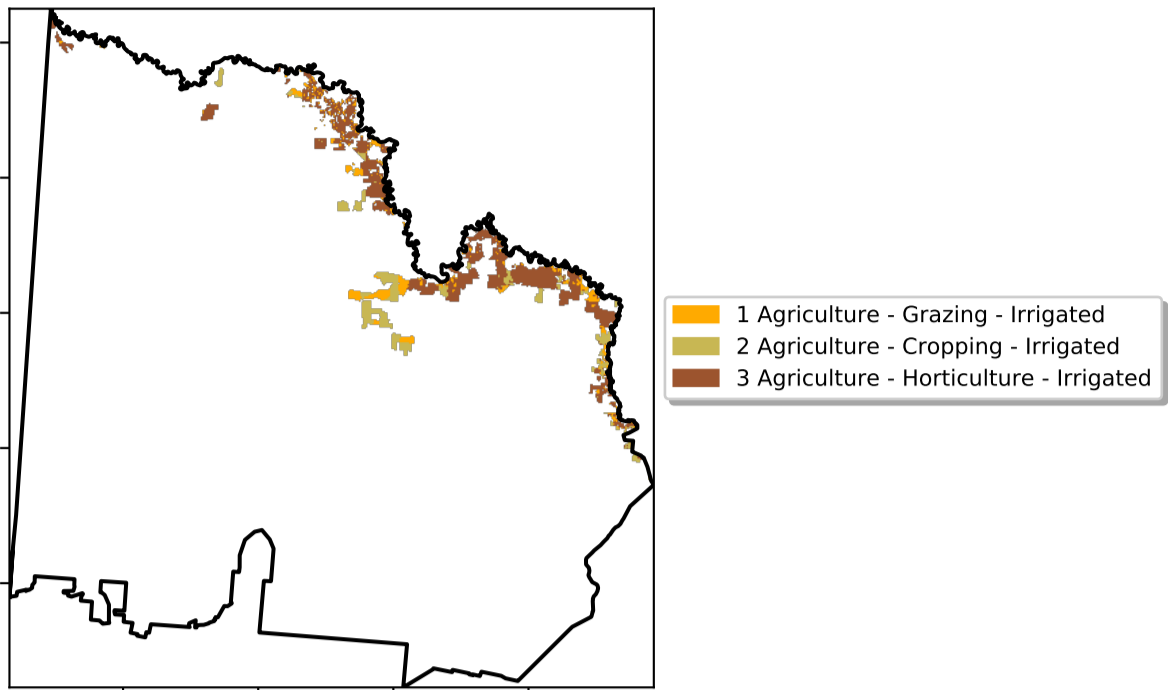 1 Agriculture - Grazing - Irrigated
2 Agriculture - Cropping - Irrigated
3 Agriculture - Horticulture - Irrigated